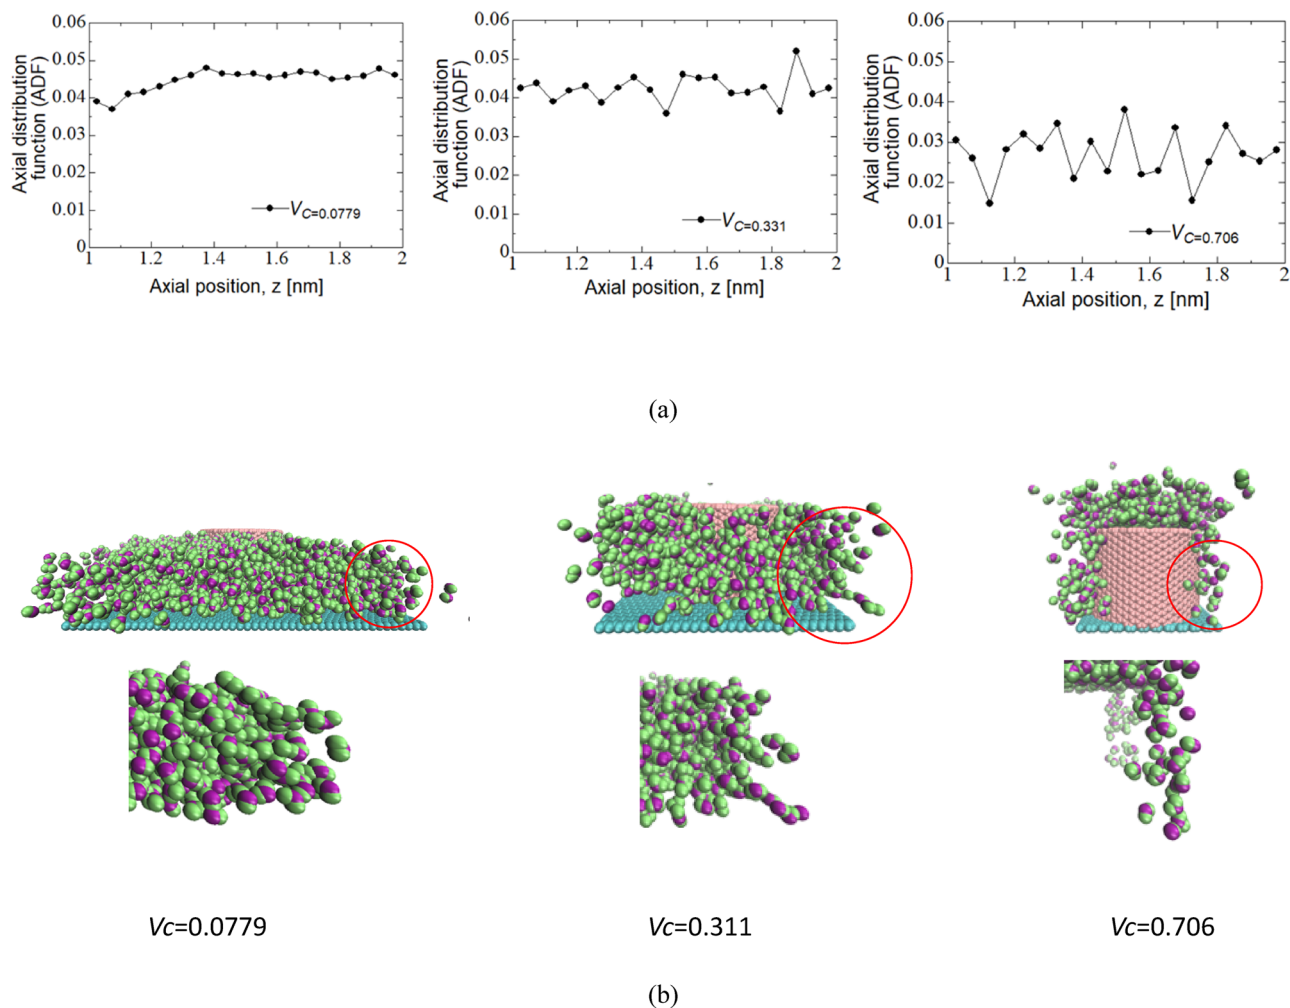 0.06
0.05
0.04
0.03
0.02
0.01
0
Axial distribution
function (ADF)
VC=0.0779
1 1.2 1.4 1.6 1.8 2
Axial position, z [nm]
0.06
0.05
0.04
0.03
0.02
0.01
0
Axial distribution
function (ADF)
VC=0.331
1 1.2 1.4 1.6 1.8 2
Axial position, z [nm]
0.06
0.05
0.04
0.03
0.02
0.01
0
Axial distribution
function (ADF)
VC=0.706
1 1.2 1.4 1.6 1.8 2
Axial position, z [nm]
(a)
Vc=0.0779 Vc=0.311 Vc=0.706
(b)